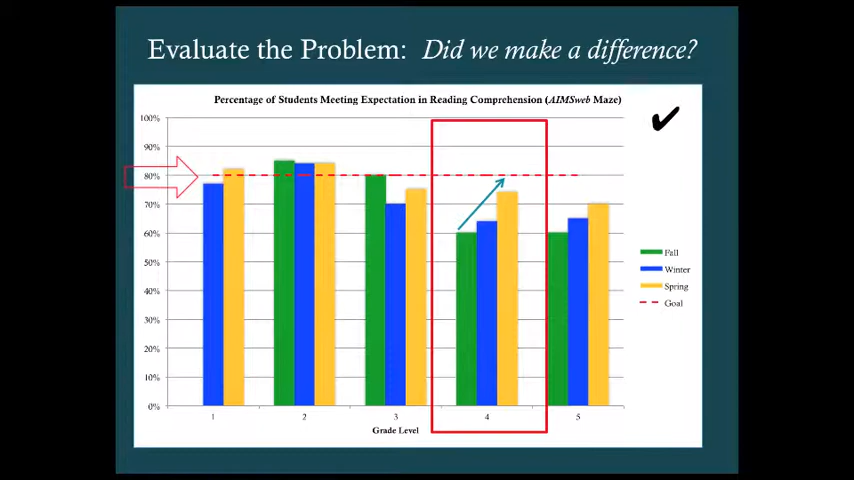 Evaluate the Problem: Did we make a difference?
Percentage of Students Meeting Expectation in Reading Comprehension (AIMSweb Maze)
100%
90%
80%
70%
60%
50%
40%
30%
20%
10%
0%
1 2 3 4 5
Grade Level
Fall
Winter
Spring
Goal